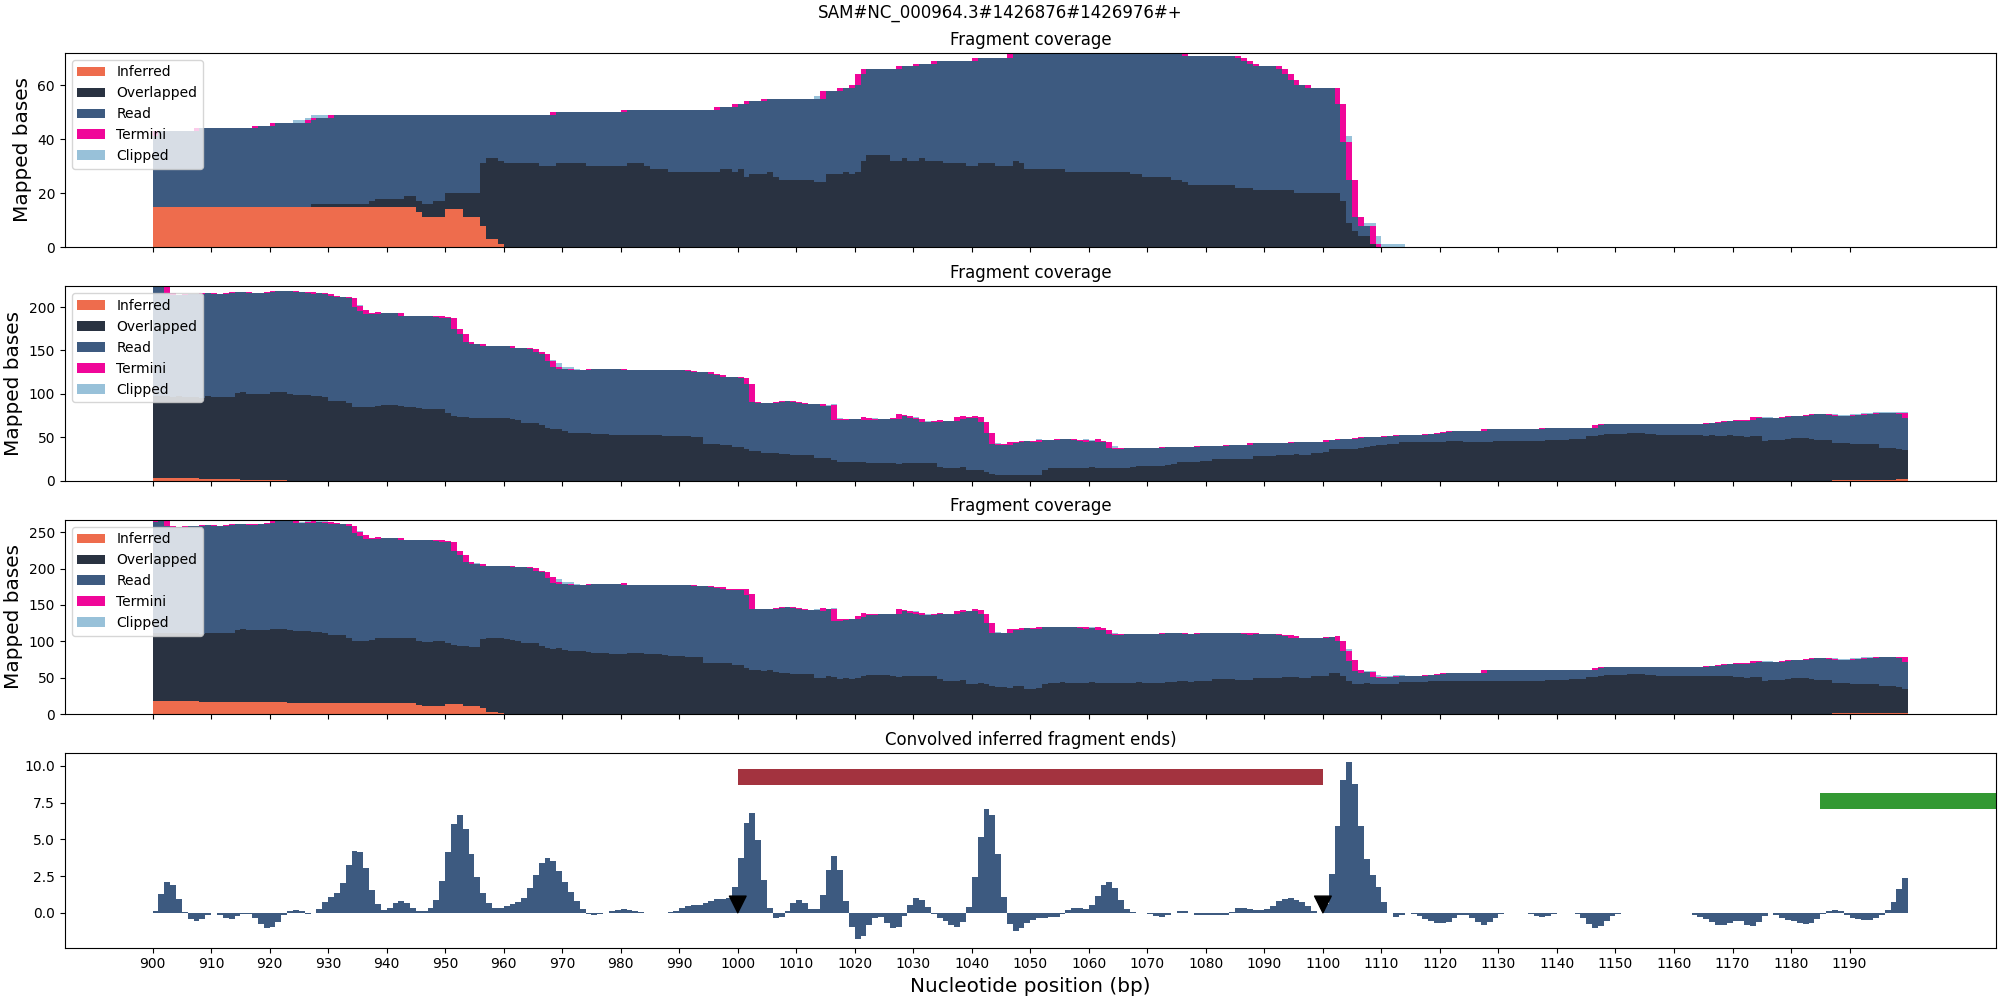 SAM#NC_000964.3#1426876#1426976#+
Fragment coverage
Mapped bases
60
40
20
0
Inferred
Overlapped
Read
Termini
Clipped
Fragment coverage
Mapped bases
200
150
100
50
0
Inferred
Overlapped
Read
Termini
Clipped
Fragment coverage
Mapped bases
250
200
150
100
50
0
Inferred
Overlapped
Read
Termini
Clipped
Convolved inferred fragment ends)
10.0
7.5
5.0
2.5
0.0
900 910 920 930 940 950 960 970 980 990 1000 1010 1020 1030 1040 1050 1060 1070 1080 1090 1100 1110 1120 1130 1140 1150 1160 1170 1180 1190
Nucleotide position (bp)